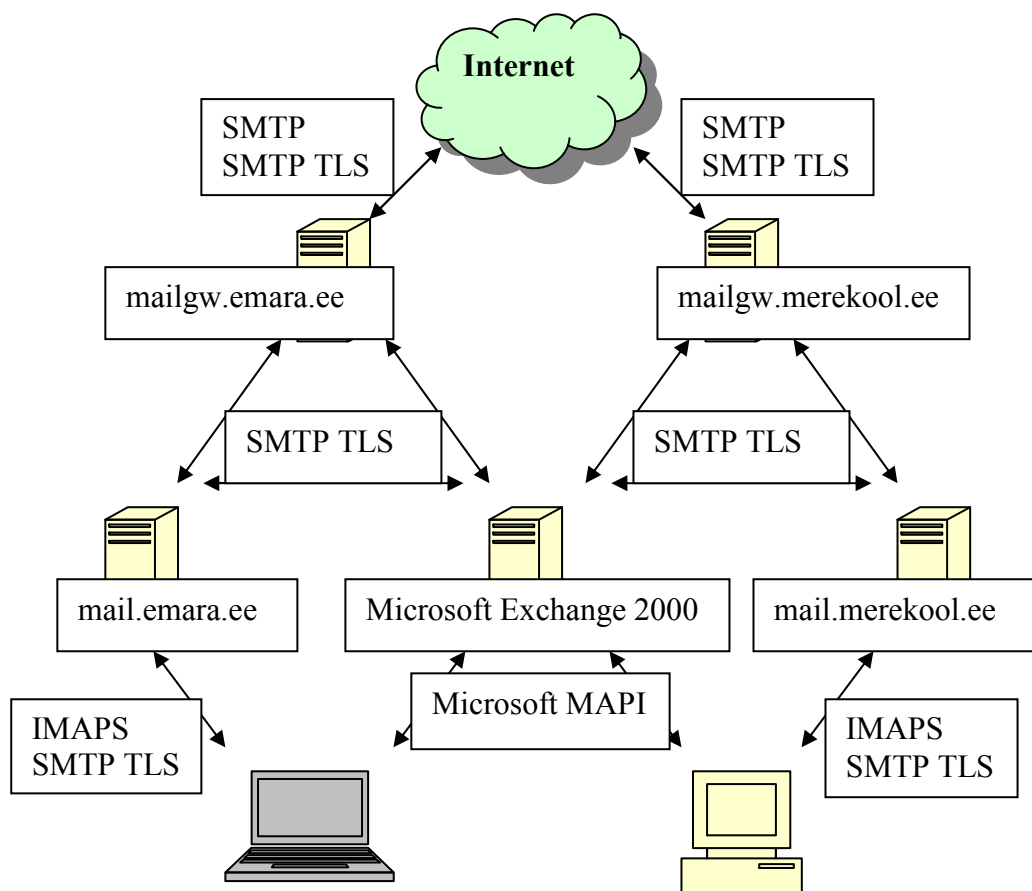 Internet
SMTP
SMTP TLS
SMTP
SMTP TLS
mailgw.emara.ee
mailgw.merekool.ee
SMTP TLS
SMTP TLS
mail.emara.ee
Microsoft Exchange 2000
mail.merekool.ee
Microsoft MAPI
IMAPS
SMTP TLS
IMAPS
SMTP TLS